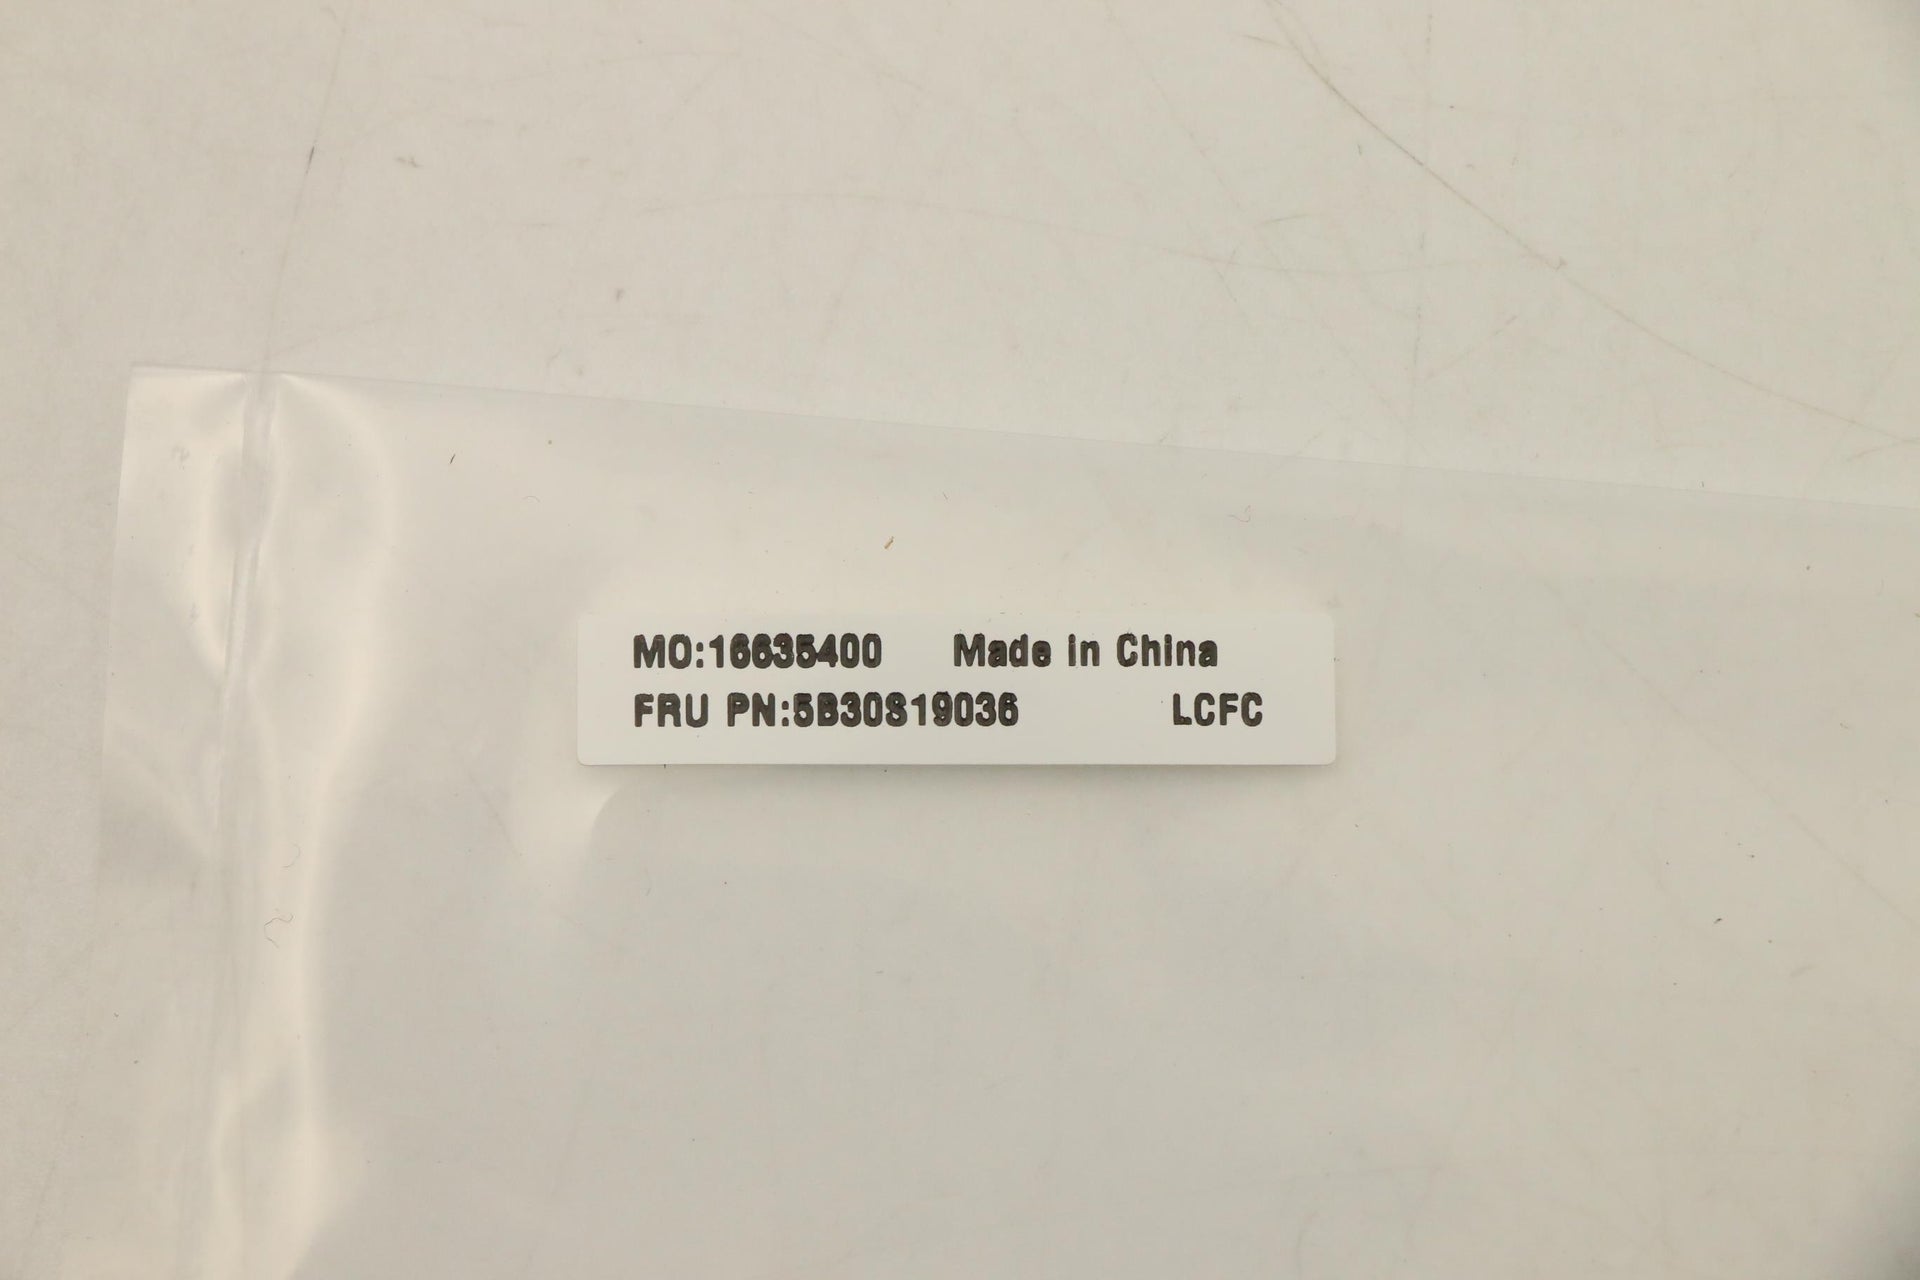 MO:16635400 Made in China
FRU PN:5B30S19036 LCFC